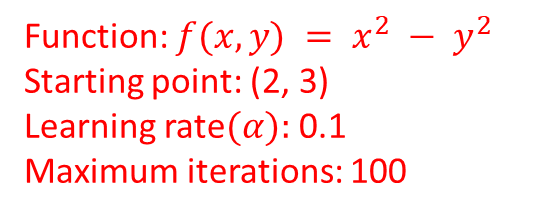 Function: f(x, y) = x² − y²
Starting point: (2, 3)
Learning rate(α): 0.1
Maximum iterations: 100